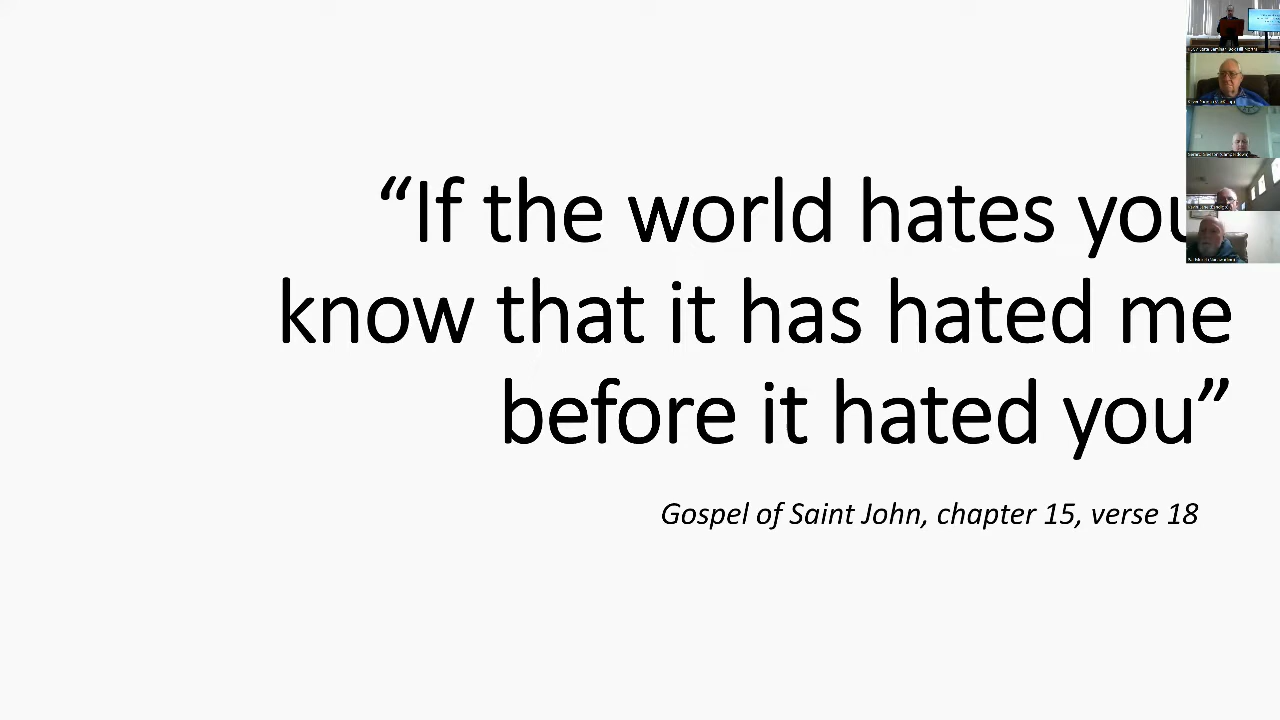 “If the world hates you
know that it has hated me
before it hated you”
Gospel of Saint John, chapter 15, verse 18